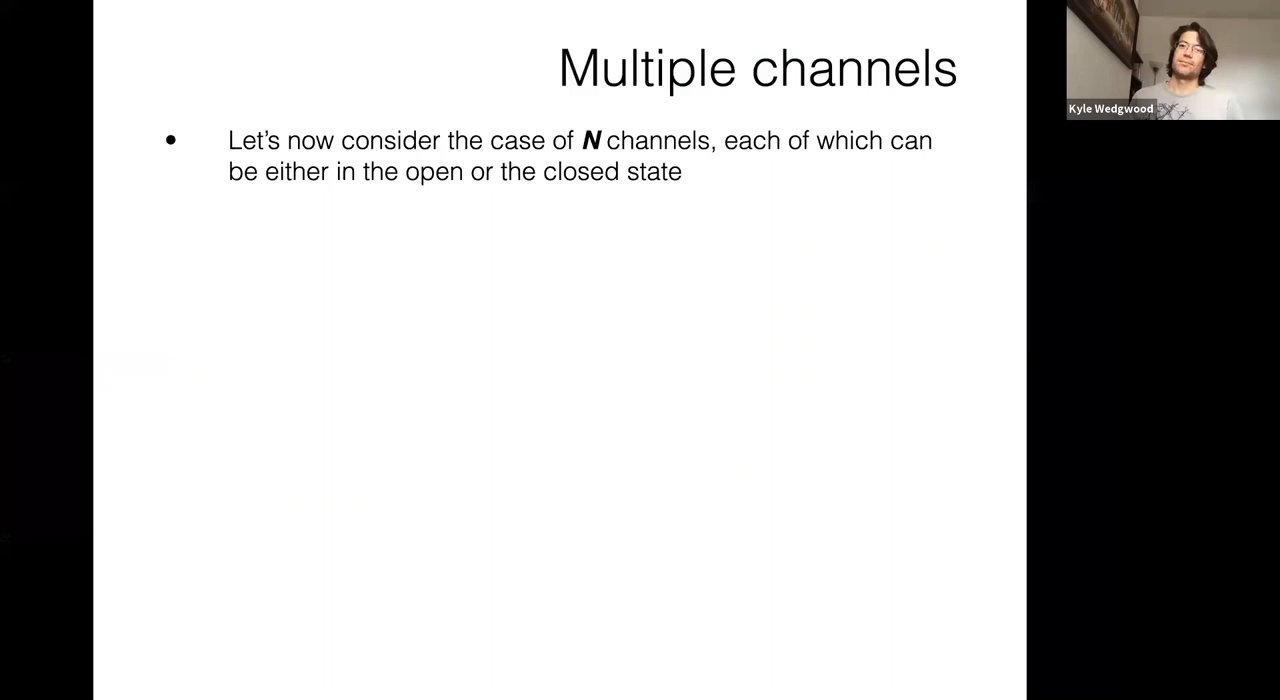 Multiple channels
• Let's now consider the case of N channels, each of which can
be either in the open or the closed state
Kyle Wedgwood